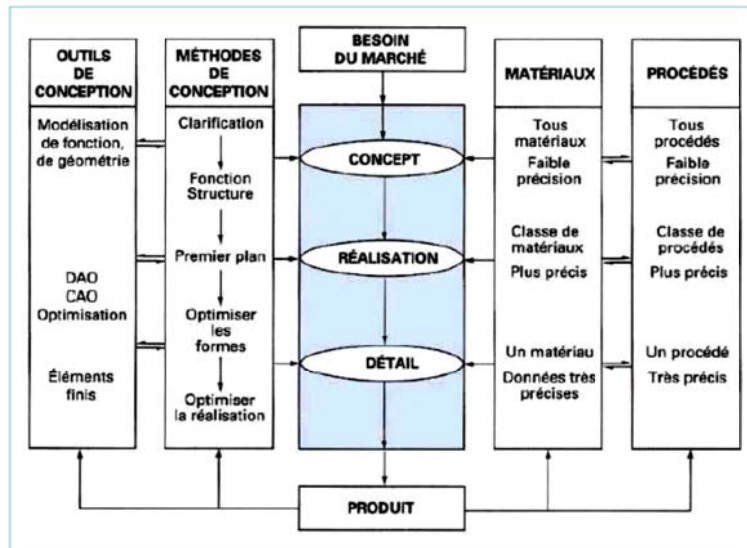 OUTILS
DE
CONCEPTION
Modélisation
de fonction,
de géométrie
DAO
CAO
Optimisation
Éléments
finis
MÉTHODES
DE
CONCEPTION
Clarification
Fonction
Structure
Premier plan
Optimiser
les
formes
Optimiser
la réalisation
BESOIN
DU MARCHÉ
CONCEPT
RÉALISATION
DÉTAIL
PRODUIT
MATÉRIAUX
Tous
matériaux
Faible
précision
Classe de
matériaux
Plus précis
Un matériau
Données très
précises
PROCÉDÉS
Tous
procédés
Faible
précision
Classe de
procédés
Plus précis
Un procédé
Très précis